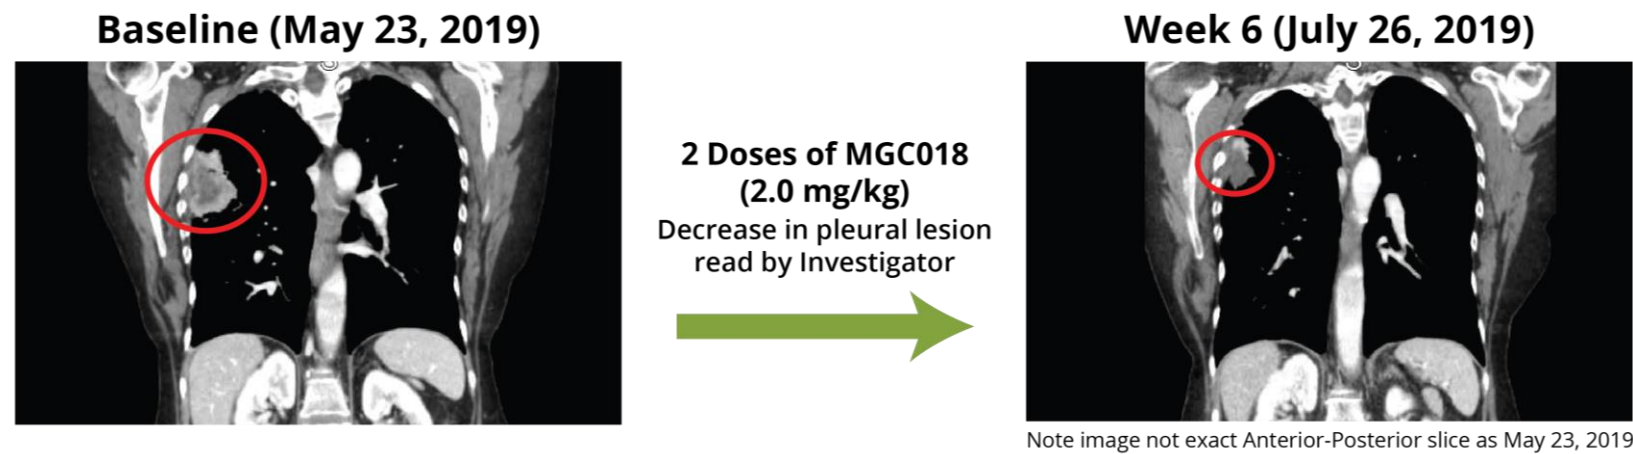 Baseline (May 23, 2019)
Week 6 (July 26, 2019)
2 Doses of MGC018
(2.0 mg/kg)
Decrease in pleural lesion
read by Investigator
Note image not exact Anterior-Posterior slice as May 23, 2019